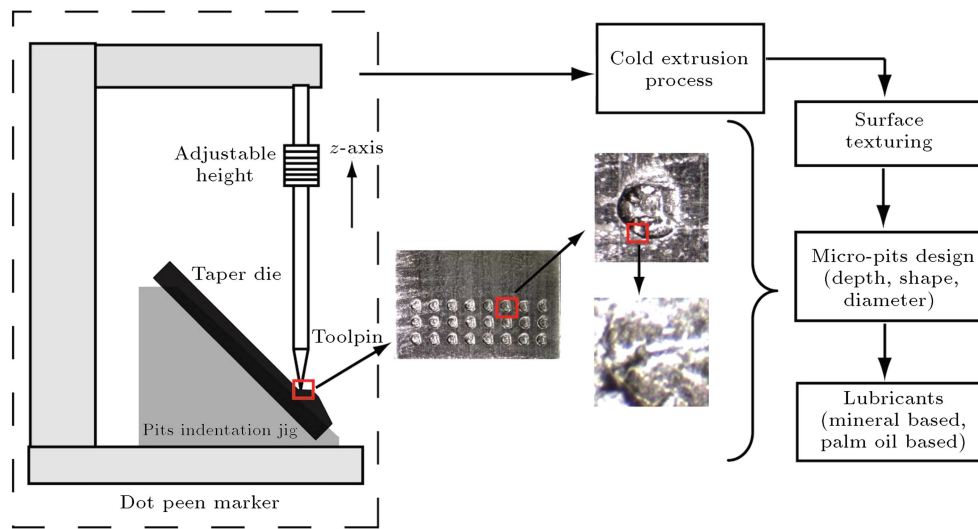 Cold extrusion
process
Surface
texturing
Adjustable
height
z-axis
Micro-pits design
(depth, shape,
diameter)
Taper die
Toolpin
Lubricants
(mineral based,
palm oil based)
Pits indentation jig
Dot peen marker